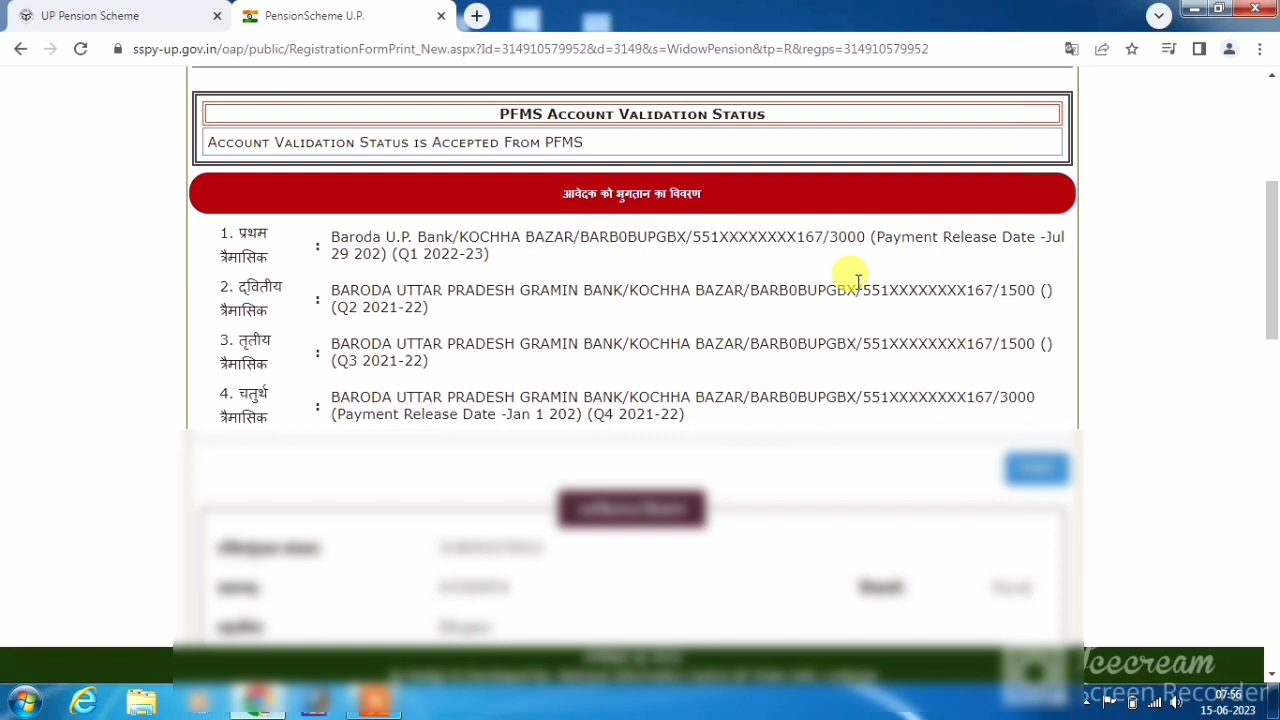 UP Pension Scheme
PensionScheme U.P.
sspy-up.gov.in/oap/public/RegistrationFormPrint_New.aspx?Id=314910579952&d=3149&s=WidowPension&tp=R&regps=314910579952
PFMS Account Validation Status
Account Validation Status is Accepted From PFMS
आवेदक को भुगतान का विवरण
1. प्रथम
त्रैमासिक
:
Baroda U.P. Bank/KOCHHA BAZAR/BARB0BUPGBX/551XXXXXXXX167/3000 (Payment Release Date -Jul
29 202) (Q1 2022-23)
2. द्वितीय
त्रैमासिक
:
BARODA UTTAR PRADESH GRAMIN BANK/KOCHHA BAZAR/BARB0BUPGBX/551XXXXXXXX167/1500 ()
(Q2 2021-22)
3. तृतीय
त्रैमासिक
:
BARODA UTTAR PRADESH GRAMIN BANK/KOCHHA BAZAR/BARB0BUPGBX/551XXXXXXXX167/1500 ()
(Q3 2021-22)
4. चतुर्थ
त्रैमासिक
:
BARODA UTTAR PRADESH GRAMIN BANK/KOCHHA BAZAR/BARB0BUPGBX/551XXXXXXXX167/3000
(Payment Release Date -Jan 1 202) (Q4 2021-22)
Icecream
Screen Recorder
07:56
15-06-2023